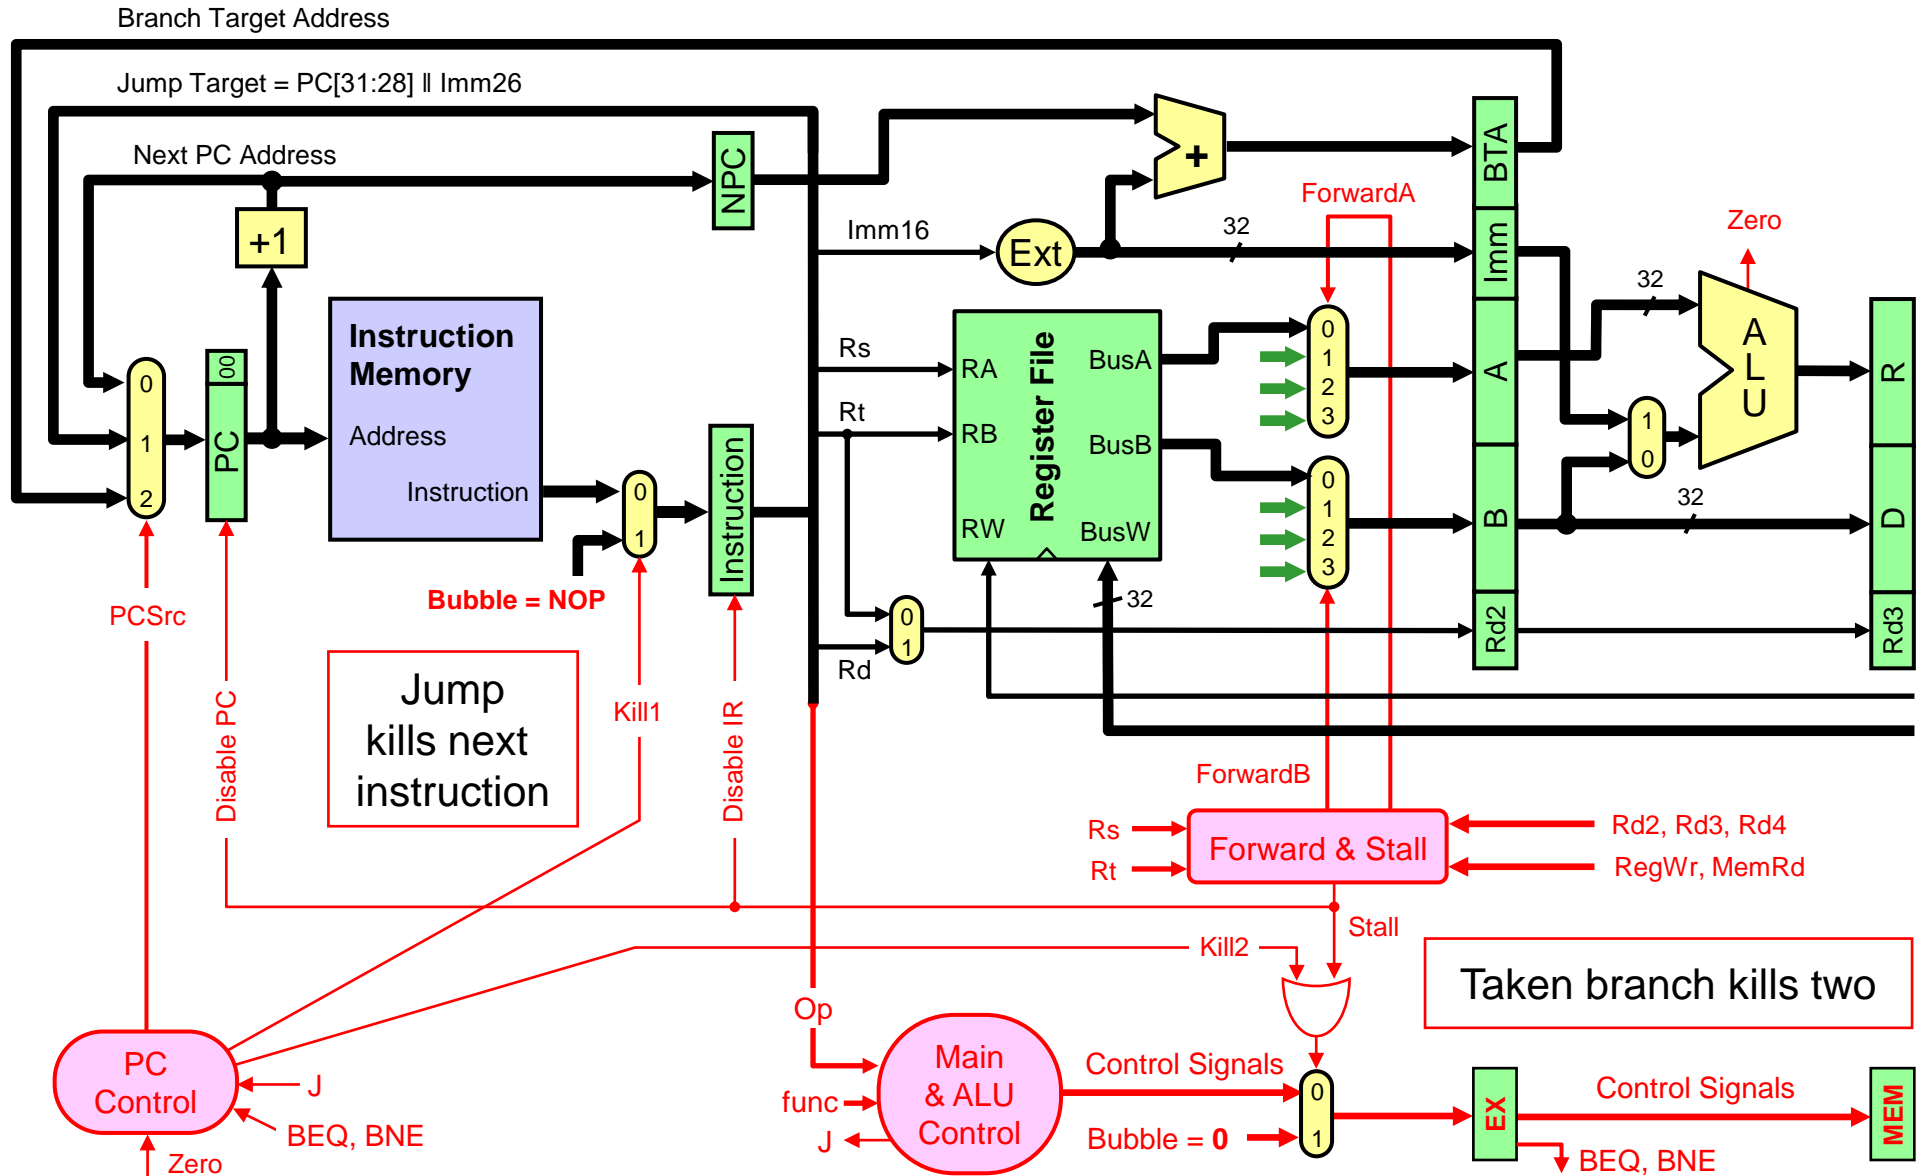 Branch Target Address
Jump Target = PC[31:28] ‖ Imm26
Next PC Address
NPC
+1
+
BTA
ForwardA
Imm16
Ext
32
Imm
Zero
32
Instruction
Memory
Address
Instruction
0
1
2
00
PC
Rs
Rt
RA
RB
RW
Register File
BusA
BusB
BusW
0
1
2
3
0
1
2
3
A
B
1
0
A
L
U
R
32
D
0
1
Instruction
Bubble = NOP
PCSrc
Disable PC
Jump
kills next
instruction
Kill1
Disable IR
0
1
Rd
32
Rd2
Rd3
ForwardB
Rs
Rt
Forward & Stall
Rd2, Rd3, Rd4
RegWr, MemRd
Stall
Kill2
Taken branch kills two
Op
PC
Control
J
BEQ, BNE
Zero
func
J
Main
& ALU
Control
Control Signals
Bubble = 0
0
1
EX
Control Signals
MEM
BEQ, BNE